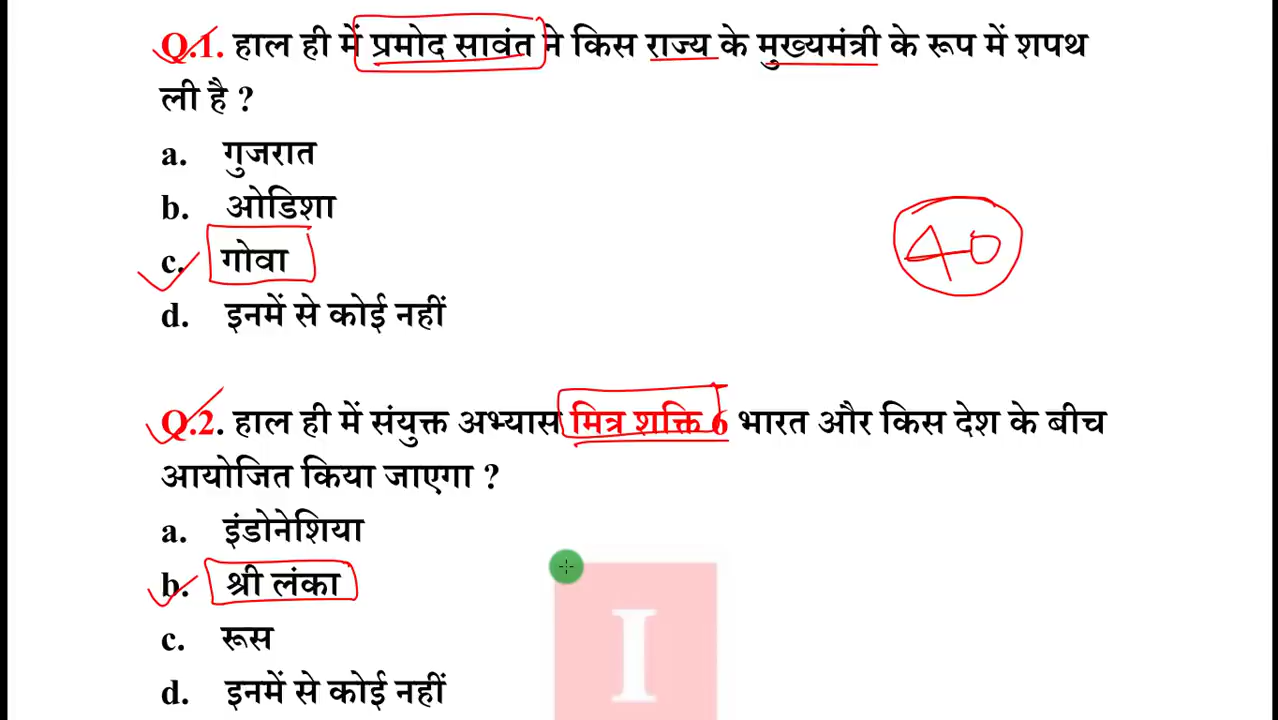 Q.1. हाल ही में प्रमोद सावंत ने किस राज्य के मुख्यमंत्री के रूप में शपथ
ली है ?
a. गुजरात
b. ओडिशा
c. गोवा
d. इनमें से कोई नहीं
40
Q.2. हाल ही में संयुक्त अभ्यास मित्र शक्ति 6 भारत और किस देश के बीच
आयोजित किया जाएगा ?
a. इंडोनेशिया
b. श्री लंका
c. रूस
d. इनमें से कोई नहीं
I